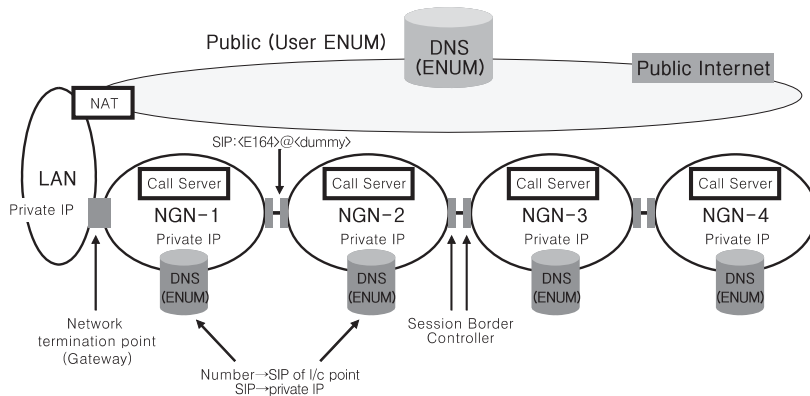 Public (User ENUM)
DNS
(ENUM)
Public Internet
NAT
SIP:<E164>@<dummy>
LAN
Private IP
Call Server
NGN-1
Private IP
Call Server
NGN-2
Private IP
Call Server
NGN-3
Private IP
Call Server
NGN-4
Private IP
DNS
(ENUM)
DNS
(ENUM)
DNS
(ENUM)
DNS
(ENUM)
Network
termination point
(Gateway)
Session Border
Controller
Number→SIP of I/c point
SIP→private IP